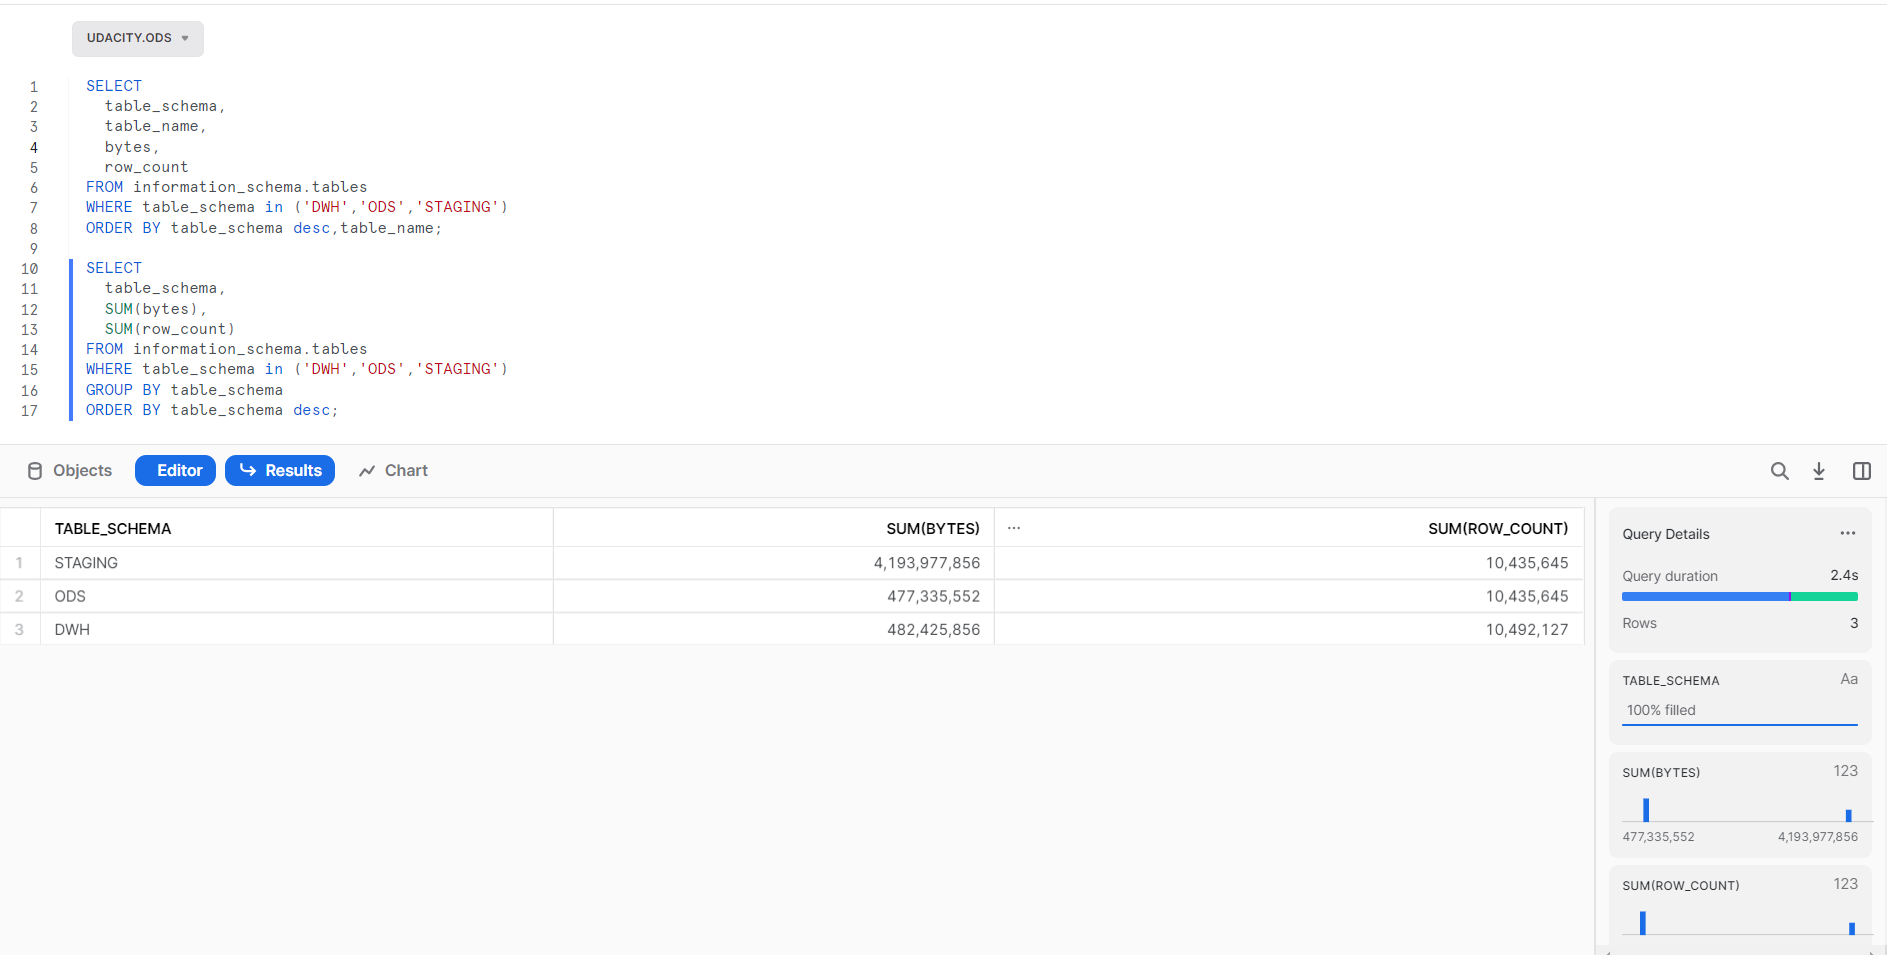 UDACITY.ODS
1 SELECT
2 table_schema,
3 table_name,
4 bytes,
5 row_count
6 FROM information_schema.tables
7 WHERE table_schema in ('DWH','ODS','STAGING')
8 ORDER BY table_schema desc,table_name;
9
10 SELECT
11 table_schema,
12 SUM(bytes),
13 SUM(row_count)
14 FROM information_schema.tables
15 WHERE table_schema in ('DWH','ODS','STAGING')
16 GROUP BY table_schema
17 ORDER BY table_schema desc;
Objects Editor Results Chart
TABLE_SCHEMA SUM(BYTES) ... SUM(ROW_COUNT)
1 STAGING 4,193,977,856 10,435,645
2 ODS 477,335,552 10,435,645
3 DWH 482,425,856 10,492,127
Query Details ...
Query duration 2.4s
Rows 3
TABLE_SCHEMA Aa
100% filled
SUM(BYTES) 123
477,335,552 4,193,977,856
SUM(ROW_COUNT) 123